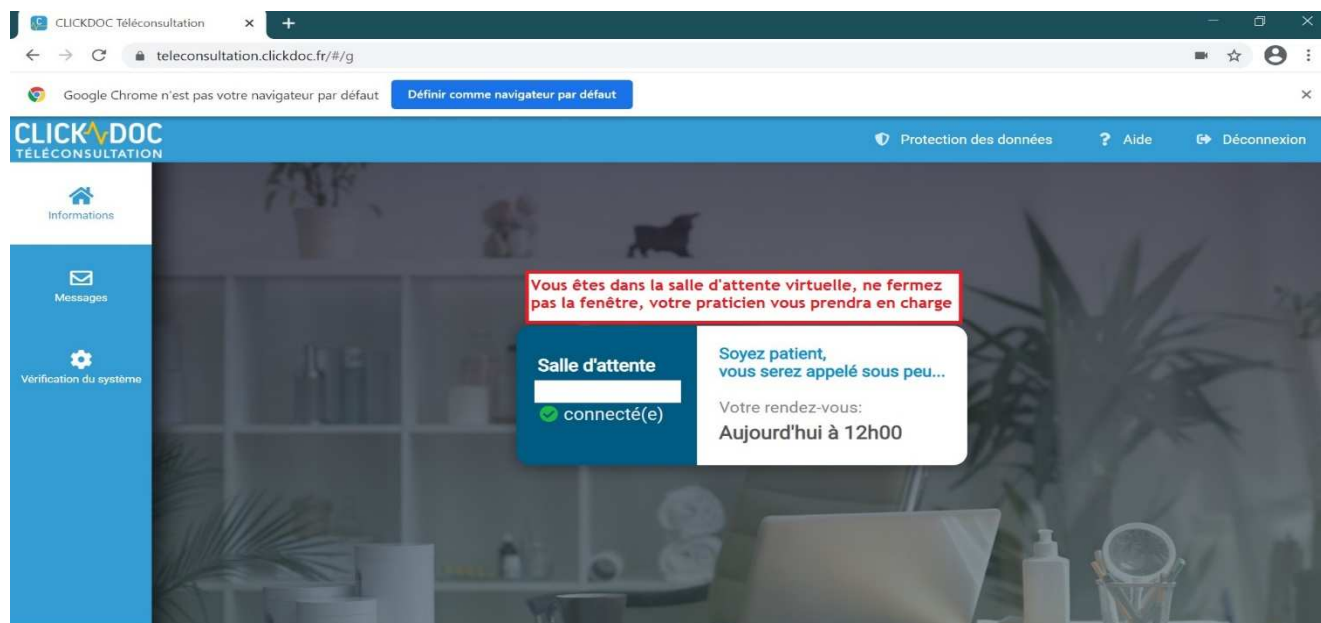 CLICKDOC Téléconsultation
teleconsultation.clickdoc.fr/#/g
Google Chrome n'est pas votre navigateur par défaut Définir comme navigateur par défaut
CLICKDOC
TÉLÉCONSULTATION
Protection des données ? Aide Déconnexion
Informations
Messages
Vérification du système
Vous êtes dans la salle d'attente virtuelle, ne fermez
pas la fenêtre, votre praticien vous prendra en charge
Salle d'attente
connecté(e)
Soyez patient,
vous serez appelé sous peu...
Votre rendez-vous:
Aujourd'hui à 12h00